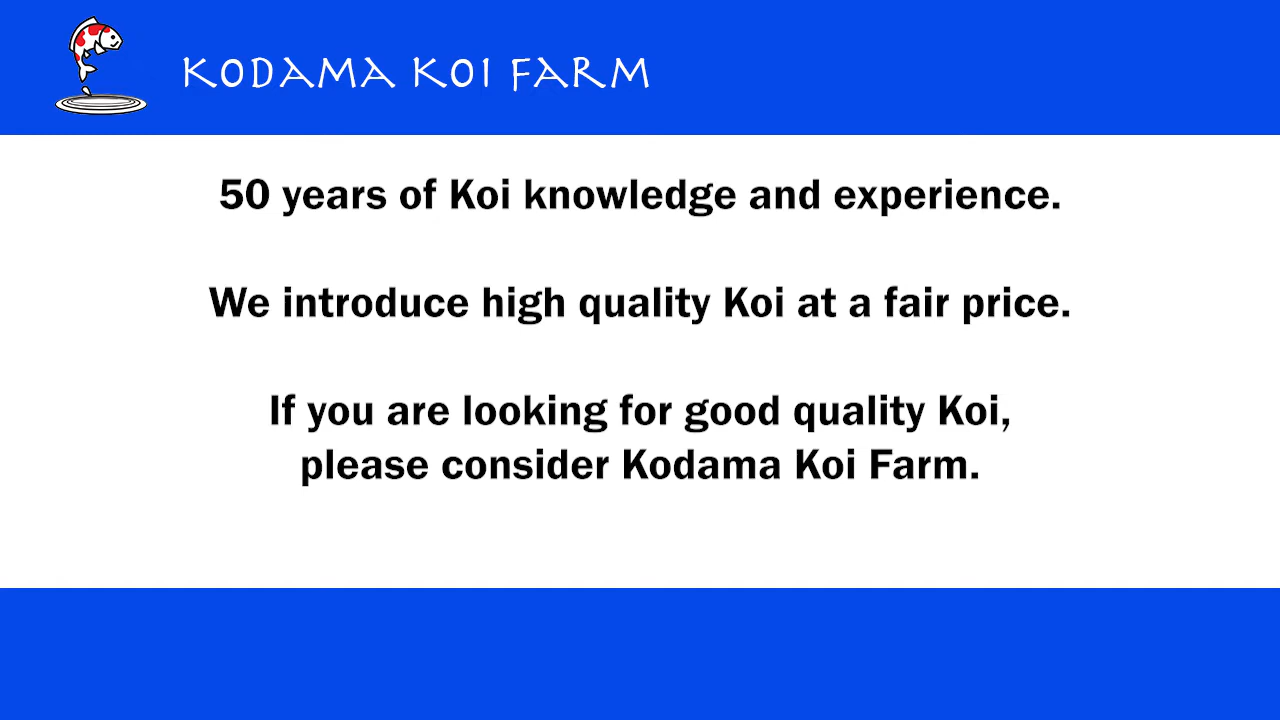 KODAMA KOI FARM
50 years of Koi knowledge and experience.
We introduce high quality Koi at a fair price.
If you are looking for good quality Koi,
please consider Kodama Koi Farm.